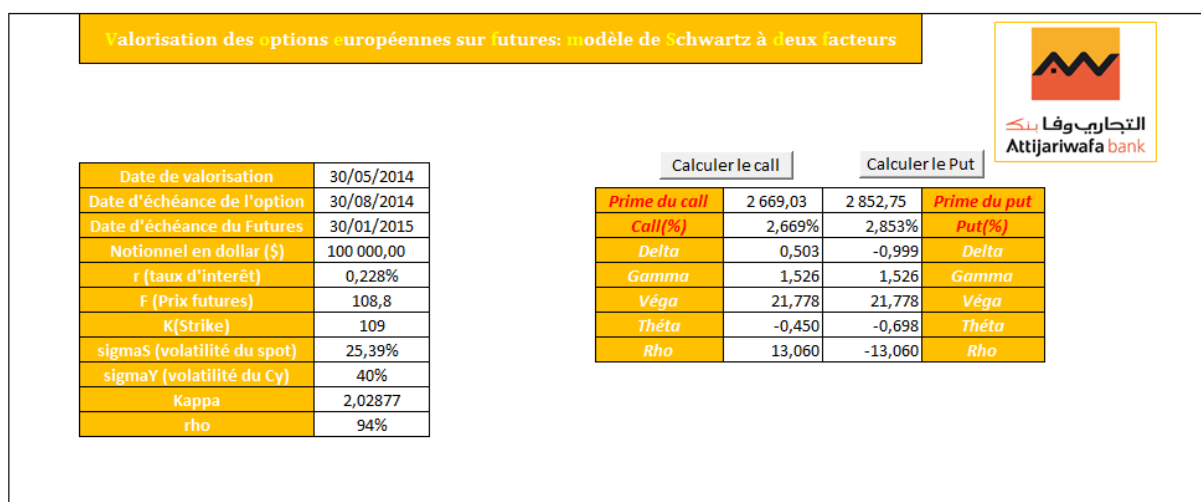 Valorisation des options européennes sur futures: modèle de Schwartz à deux facteurs
التجاري وفا بنك
Attijariwafa bank
Calculer le call Calculer le Put
Date de valorisation 30/05/2014
Date d'échéance de l'option 30/08/2014
Date d'échéance du Futures 30/01/2015
Notionnel en dollar ($) 100 000,00
r (taux d'interêt) 0,228%
F (Prix futures) 108,8
K(Strike) 109
sigmaS (volatilité du spot) 25,39%
sigmaY (volatilité du Cy) 40%
Kappa 2,02877
rho 94%
Prime du call 2 669,03 2 852,75 Prime du put
Call(%) 2,669% 2,853% Put(%)
Delta 0,503 -0,999 Delta
Gamma 1,526 1,526 Gamma
Véga 21,778 21,778 Véga
Théta -0,450 -0,698 Théta
Rho 13,060 -13,060 Rho